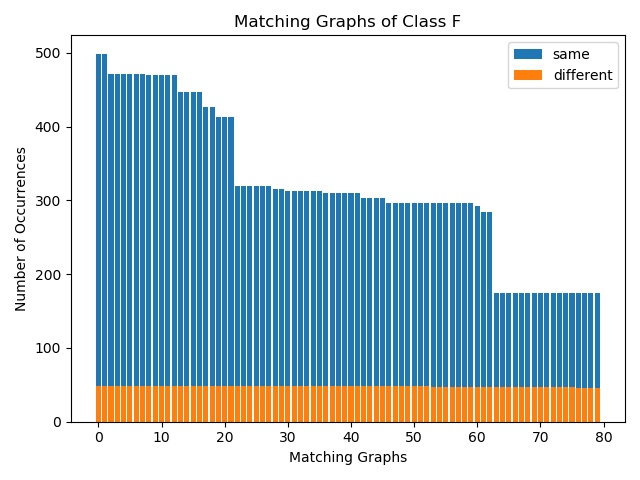 Matching Graphs of Class F
same
different
Number of Occurrences
500
400
300
200
100
0
0 10 20 30 40 50 60 70 80
Matching Graphs